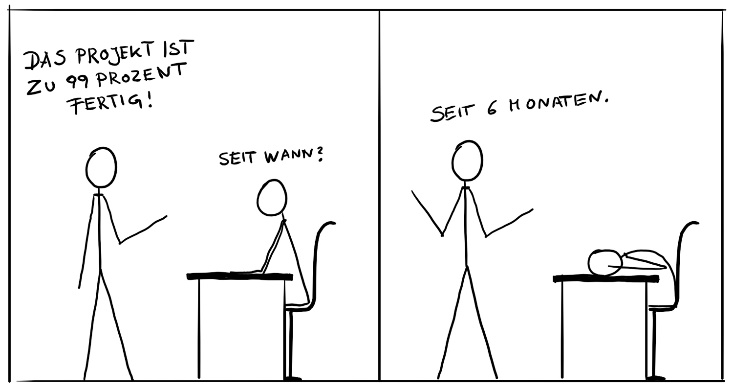 DAS PROJEKT IST
ZU 99 PROZENT
FERTIG!
SEIT WANN?
SEIT 6 MONATEN.